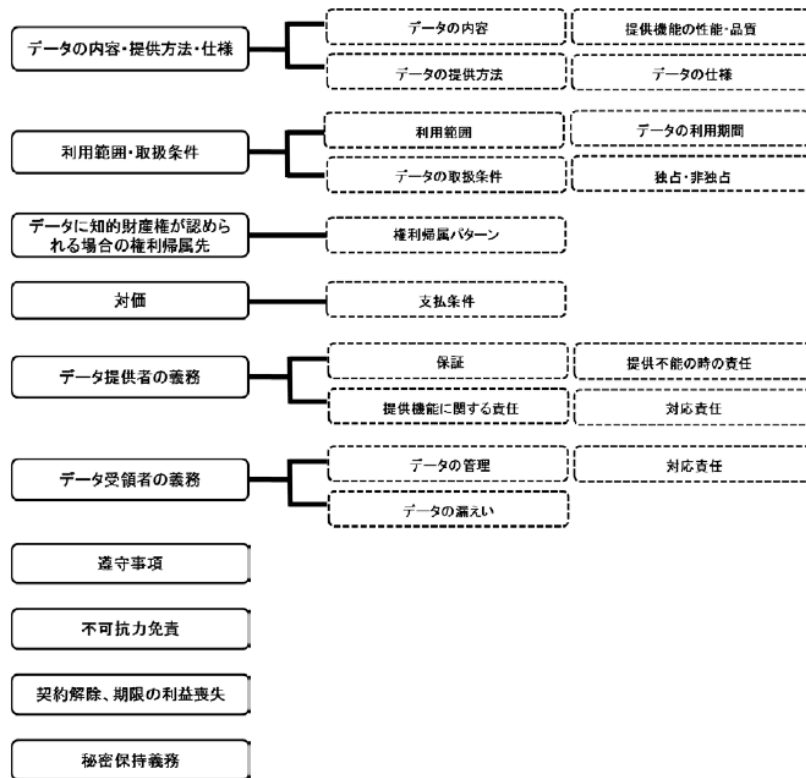 データの内容・提供方法・仕様
データの内容
提供機能の性能・品質
データの提供方法
データの仕様
利用範囲・取扱条件
利用範囲
データの利用期間
データの取扱条件
独占・非独占
データに知的財産権が認めら
れる場合の権利帰属先
権利帰属パターン
対価
支払条件
データ提供者の義務
保証
提供不能の時の責任
提供機能に関する責任
対応責任
データ受領者の義務
データの管理
対応責任
データの漏えい
遵守事項
不可抗力免責
契約解除、期限の利益喪失
秘密保持義務